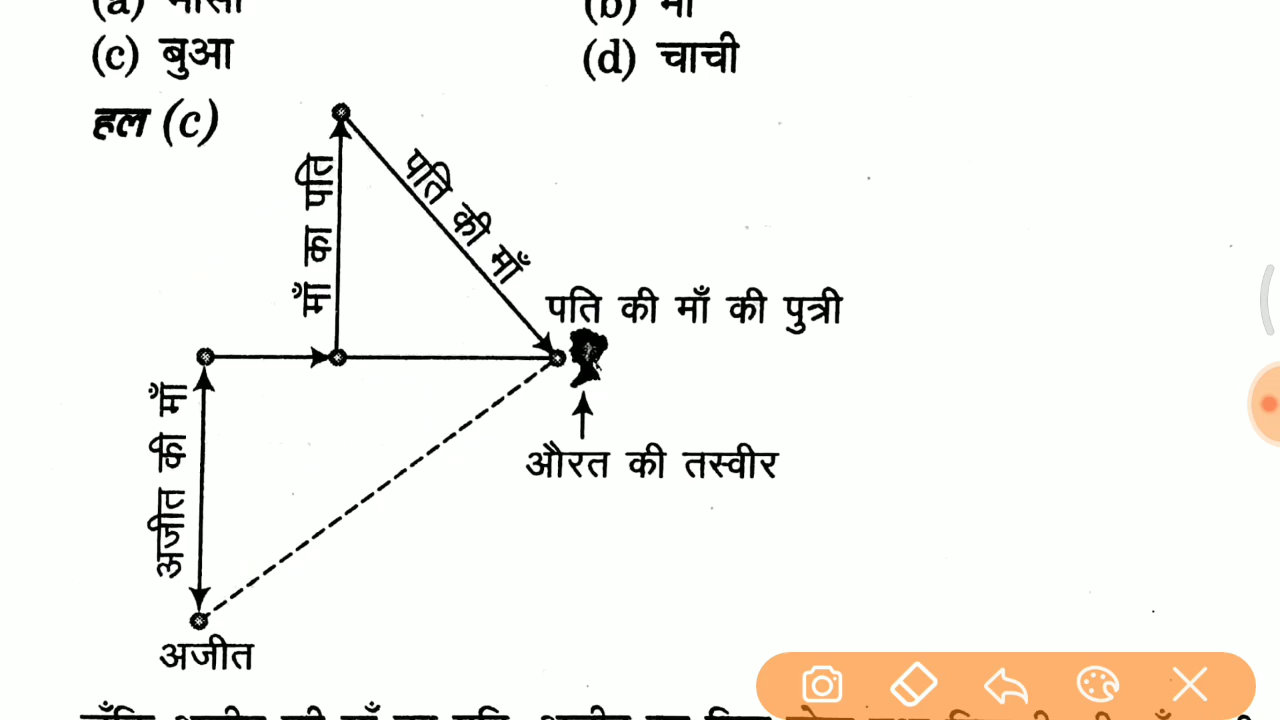 (a) मौसी (b) माँ
(c) बुआ (d) चाची
हल (c)
माँ का पति
पति की माँ
पति की माँ की पुत्री
अजीत की माँ
औरत की तस्वीर
अजीत